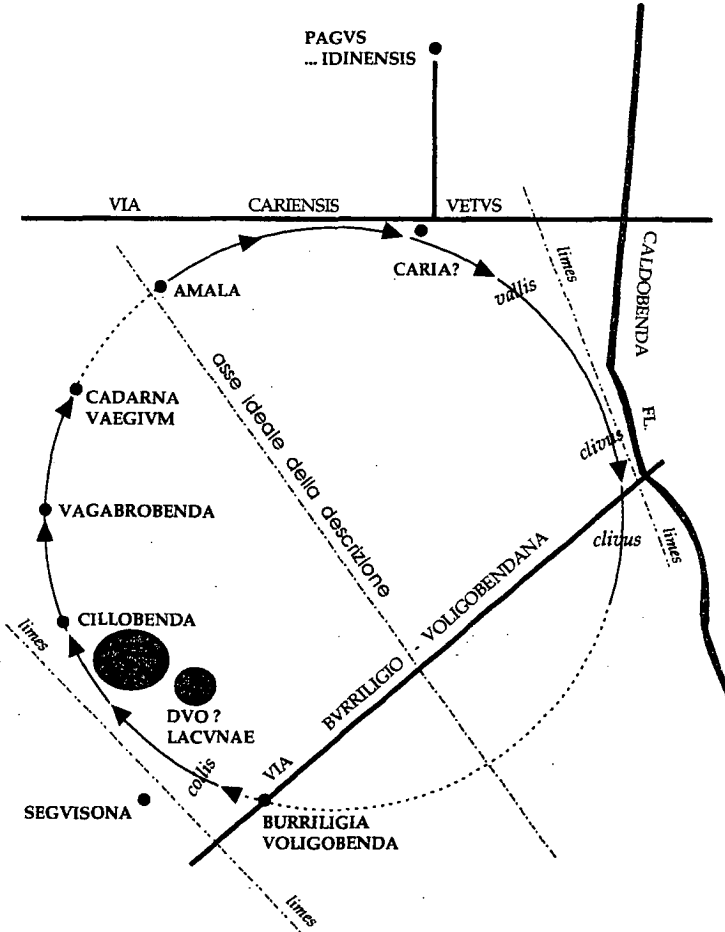 PAGVS
... IDINENSIS
VIA CARIENSIS VETVS
CARIA?
vallis
limes
CALDOBENDA FL.
AMALA
asse ideale della descrizione
CADARNA
VAEGIVM
clivus
VAGABROBENDA
clivus
limes
CILLOBENDA
limes
VIA BVRRILIGIO - VOLIGOBENDANA
DVO ?
LACVNAE
collis
SEGVISONA
BURRILIGIA
VOLIGOBENDA
limes